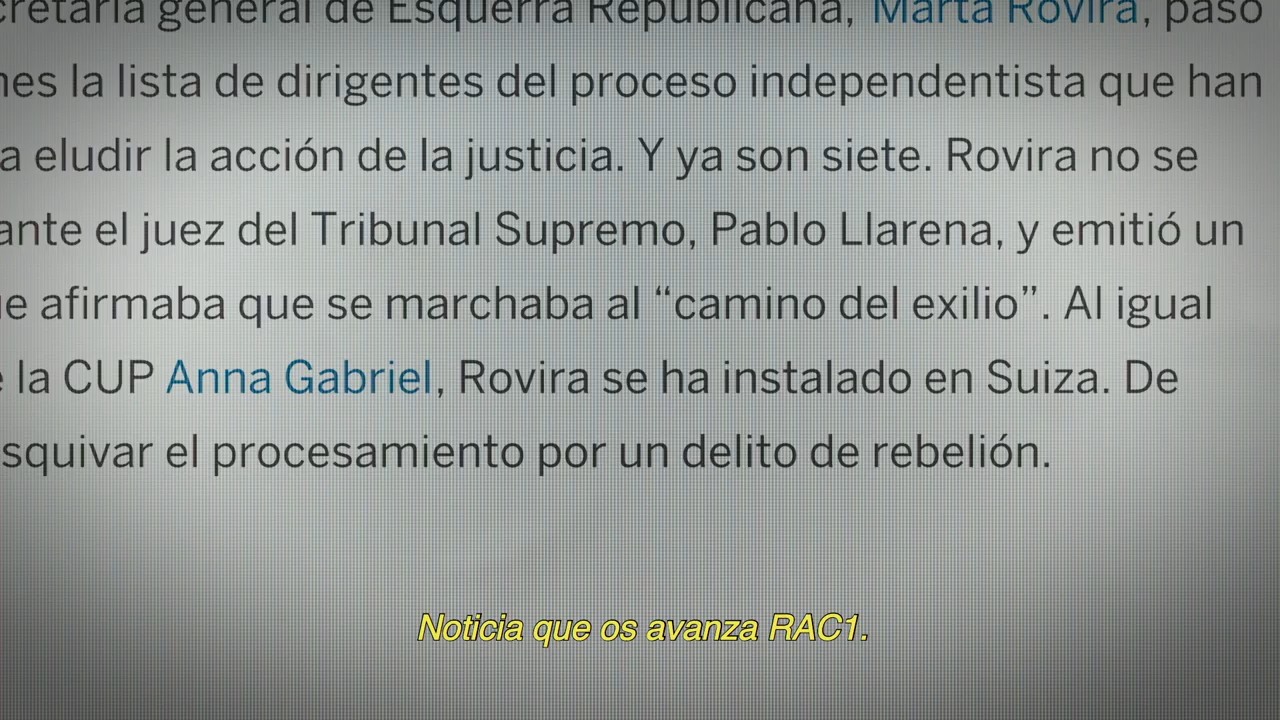 cretaria general de Esquerra Republicana, Marta Rovira, pasó
nes la lista de dirigentes del proceso independentista que han
a eludir la acción de la justicia. Y ya son siete. Rovira no se
ante el juez del Tribunal Supremo, Pablo Llarena, y emitió un
ue afirmaba que se marchaba al “camino del exilio”. Al igual
e la CUP Anna Gabriel, Rovira se ha instalado en Suiza. De
squivar el procesamiento por un delito de rebelión.
Noticia que os avanza RAC1.